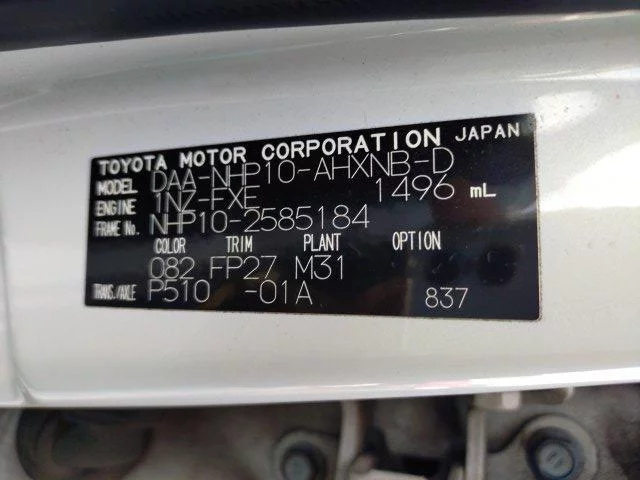 TOYOTA MOTOR CORPORATION JAPAN
MODEL DAA-NHP10-AHXNB-D
ENGINE 1NZ-FXE 1496 mL
FRAME No. NHP10-2585184
COLOR TRIM PLANT OPTION
082 FP27 M31
TRANS./AXLE P510 -01A 837